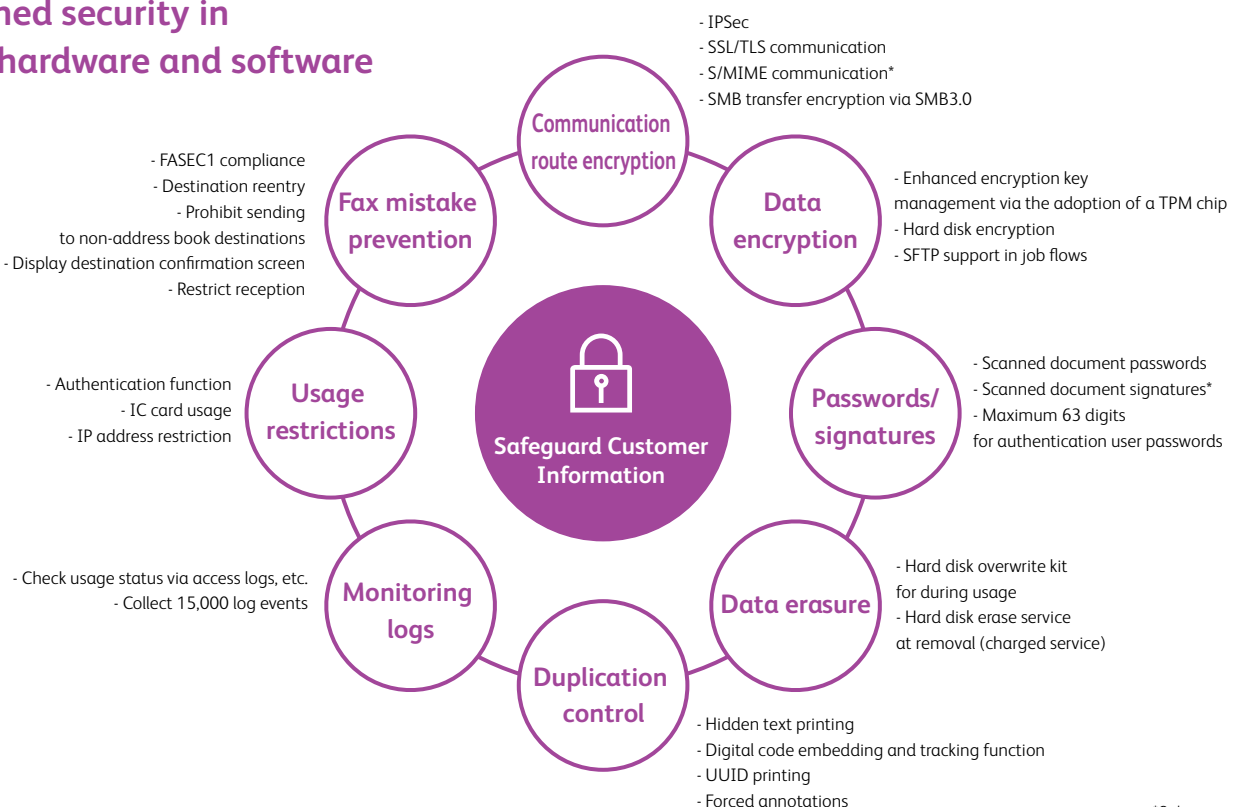 ned security in
hardware and software
- IPSec
- SSL/TLS communication
- S/MIME communication*
- SMB transfer encryption via SMB3.0
Communication
route encryption
- FASEC1 compliance
- Destination reentry
- Prohibit sending
to non-address book destinations
- Display destination confirmation screen
- Restrict reception
Fax mistake
prevention
Data
encryption
- Enhanced encryption key
management via the adoption of a TPM chip
- Hard disk encryption
- SFTP support in job flows
- Authentication function
- IC card usage
- IP address restriction
Usage
restrictions
Safeguard Customer
Information
Passwords/
signatures
- Scanned document passwords
- Scanned document signatures*
- Maximum 63 digits
for authentication user passwords
- Check usage status via access logs, etc.
- Collect 15,000 log events
Monitoring
logs
Data erasure
- Hard disk overwrite kit
for during usage
- Hard disk erase service
at removal (charged service)
Duplication
control
- Hidden text printing
- Digital code embedding and tracking function
- UUID printing
- Forced annotations